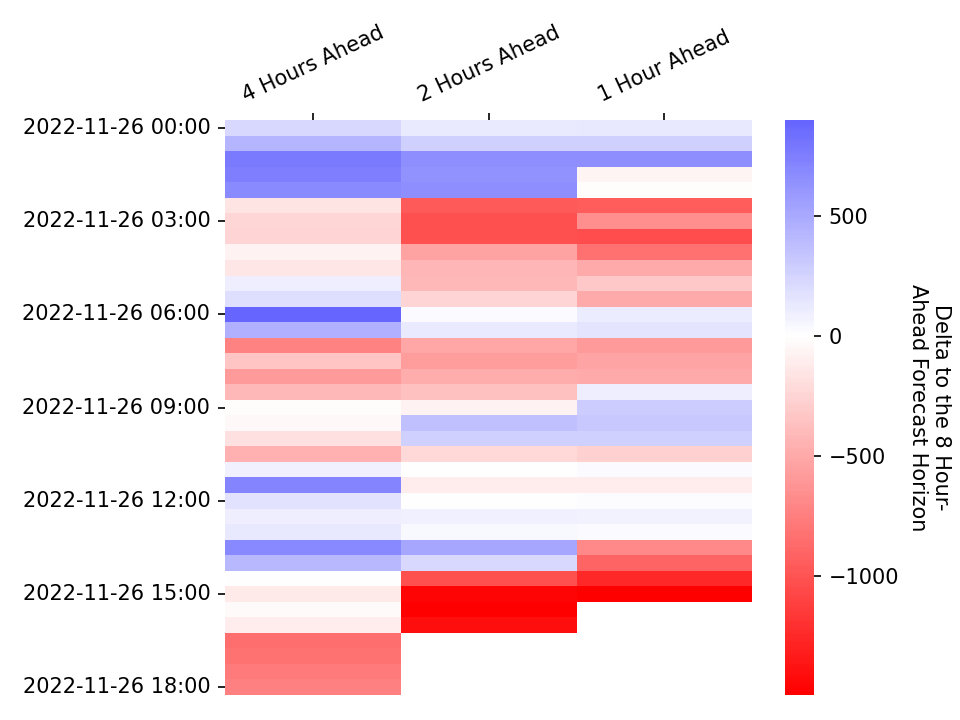 4 Hours Ahead
2 Hours Ahead
1 Hour Ahead
2022-11-26 00:00
2022-11-26 03:00
2022-11-26 06:00
2022-11-26 09:00
2022-11-26 12:00
2022-11-26 15:00
2022-11-26 18:00
500
0
−500
−1000
Delta to the 8 Hour-
Ahead Forecast Horizon